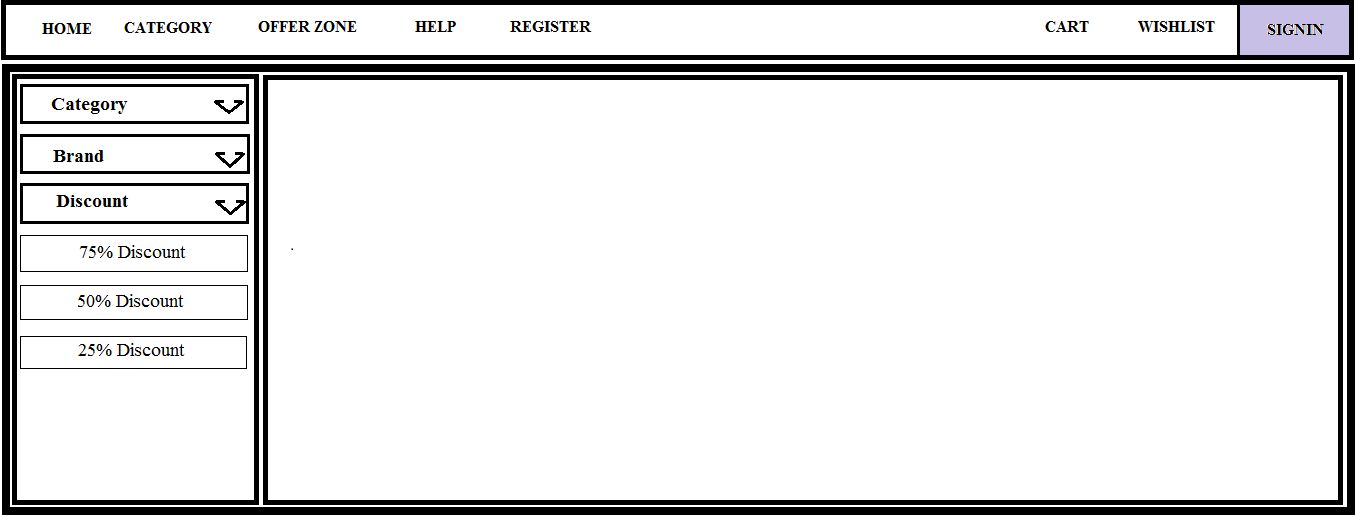 HOME CATEGORY OFFER ZONE HELP REGISTER CART WISHLIST SIGNIN
Category
Brand
Discount
75% Discount
50% Discount
25% Discount